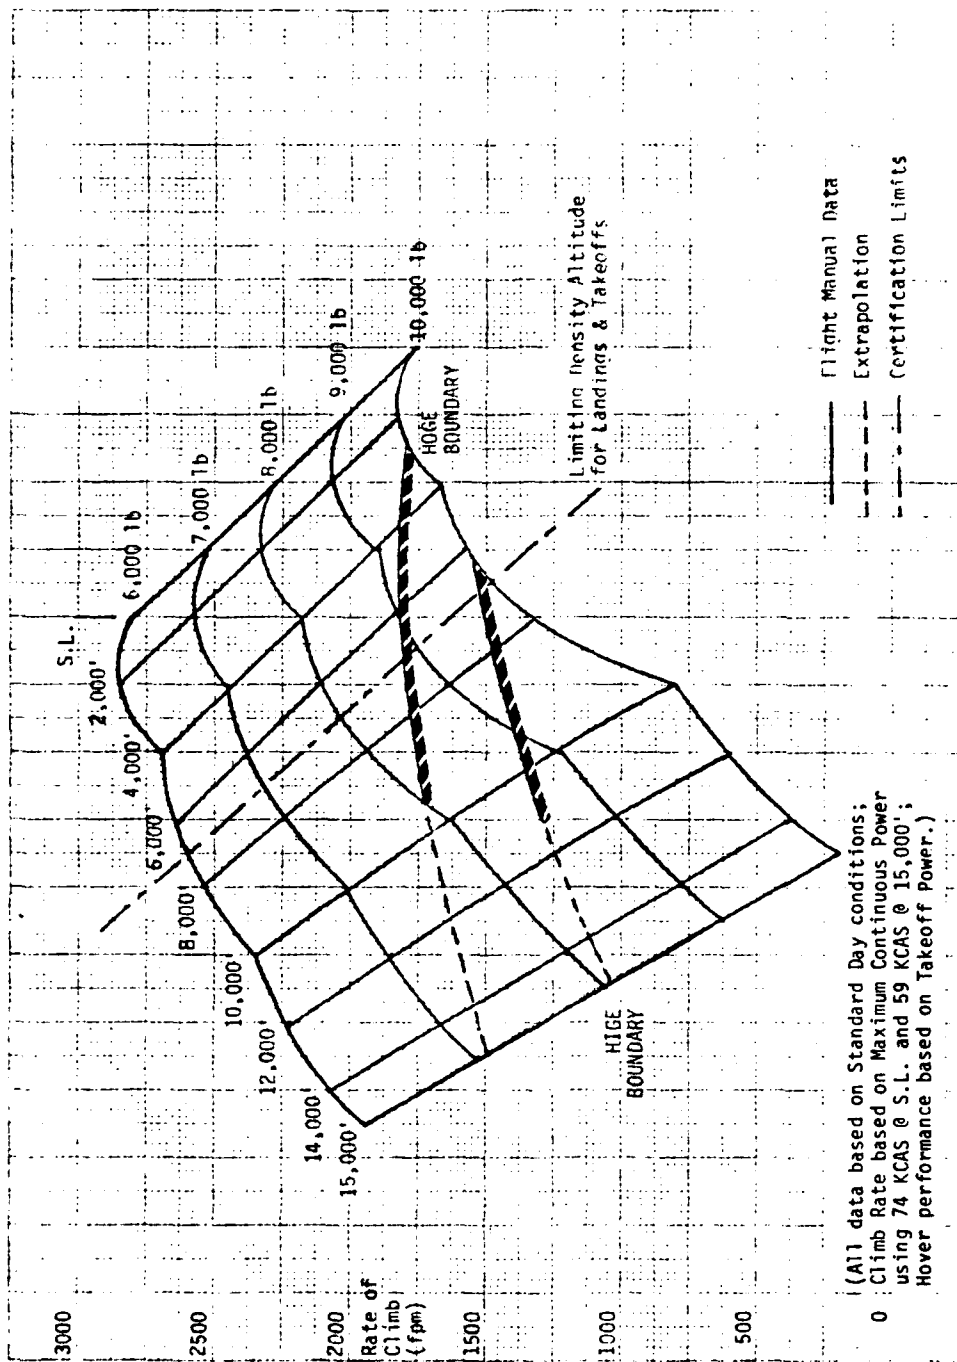 3000
2500
2000
Rate of
Climb
(fpm)
1500
1000
500
0
S.L.
2,000'
4,000'
6,000'
8,000'
10,000'
12,000'
14,000
15,000'
6,000 lb
7,000 lb
8,000 lb
9,000 lb
10,000 lb
HOGE
BOUNDARY
HIGE
BOUNDARY
Limiting Density Altitude
for Landings & Takeoffs
Flight Manual Data
Extrapolation
Certification Limits
(All data based on Standard Day conditions;
Climb Rate based on Maximum Continuous Power
using 74 KCAS @ S.L. and 59 KCAS @ 15,000';
Hover performance based on Takeoff Power.)